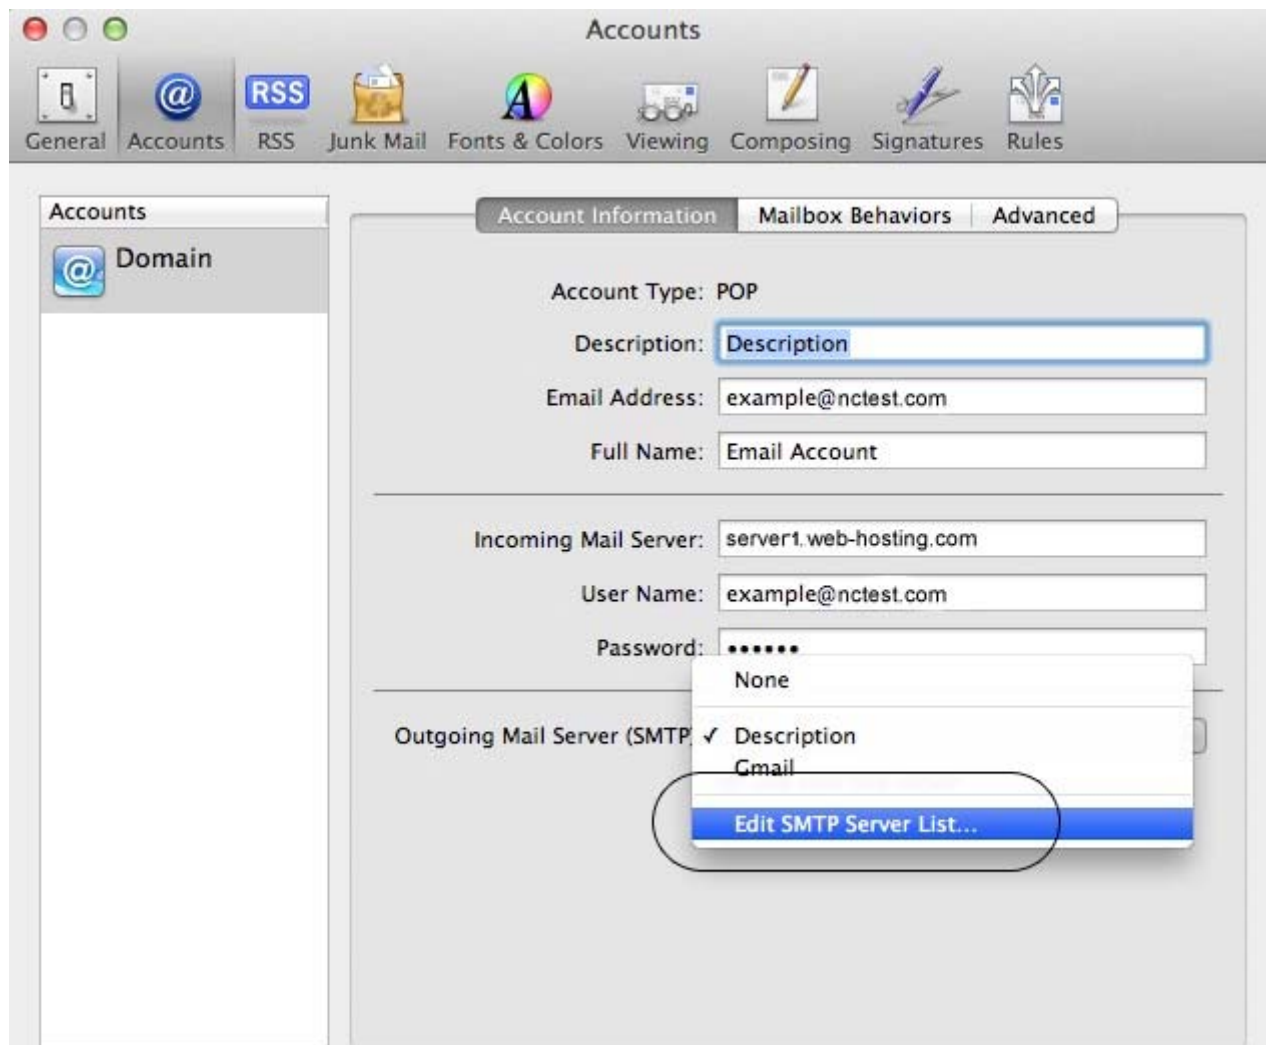 Accounts
General Accounts RSS RSS Junk Mail Fonts & Colors Viewing Composing Signatures Rules
Accounts
Domain
Account Information Mailbox Behaviors Advanced
Account Type: POP
Description: Description
Email Address: example@nctest.com
Full Name: Email Account
Incoming Mail Server: server1.web-hosting.com
User Name: example@nctest.com
Password: ••••••
None
Outgoing Mail Server (SMTP) ✓ Description
Gmail
Edit SMTP Server List...